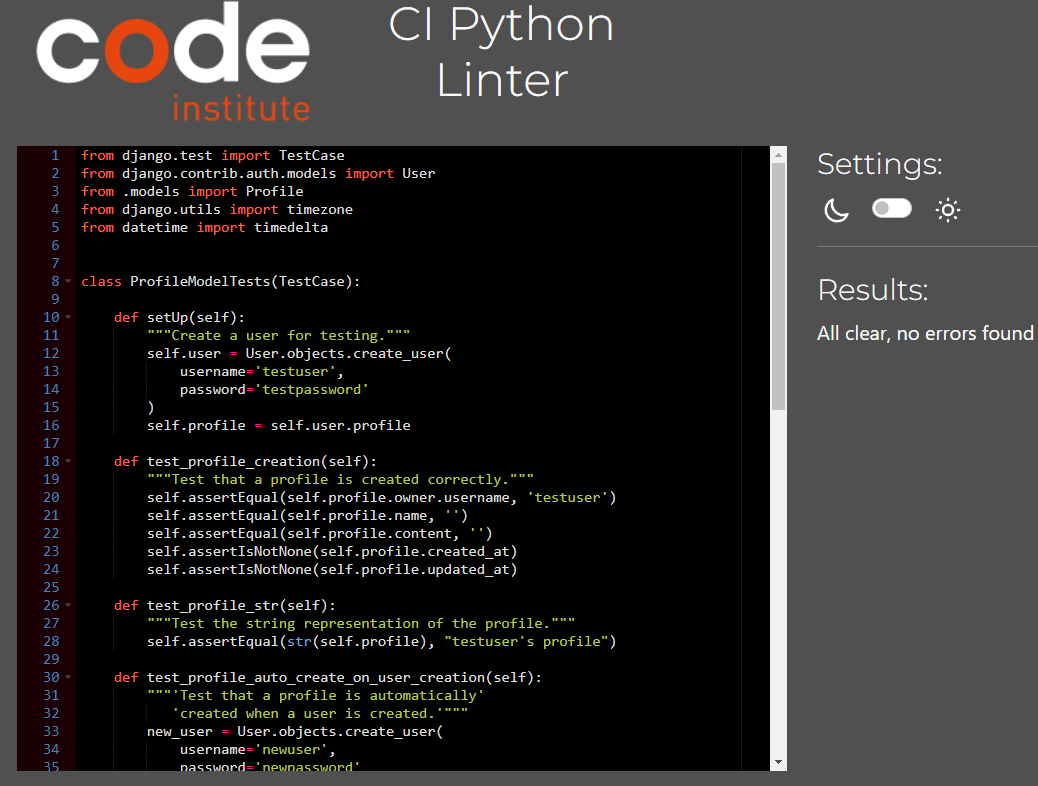 code
institute
CI Python
Linter
1 from django.test import TestCase
2 from django.contrib.auth.models import User
3 from .models import Profile
4 from django.utils import timezone
5 from datetime import timedelta
6
7
8 class ProfileModelTests(TestCase):
9
10     def setUp(self):
11         """Create a user for testing."""
12         self.user = User.objects.create_user(
13             username='testuser',
14             password='testpassword'
15         )
16         self.profile = self.user.profile
17
18     def test_profile_creation(self):
19         """Test that a profile is created correctly."""
20         self.assertEqual(self.profile.owner.username, 'testuser')
21         self.assertEqual(self.profile.name, '')
22         self.assertEqual(self.profile.content, '')
23         self.assertIsNotNone(self.profile.created_at)
24         self.assertIsNotNone(self.profile.updated_at)
25
26     def test_profile_str(self):
27         """Test the string representation of the profile."""
28         self.assertEqual(str(self.profile), "testuser's profile")
29
30     def test_profile_auto_create_on_user_creation(self):
31         """'Test that a profile is automatically'
32            'created when a user is created.'"""
33         new_user = User.objects.create_user(
34             username='newuser',
35             password='newpassword'
Settings:
Results:
All clear, no errors found